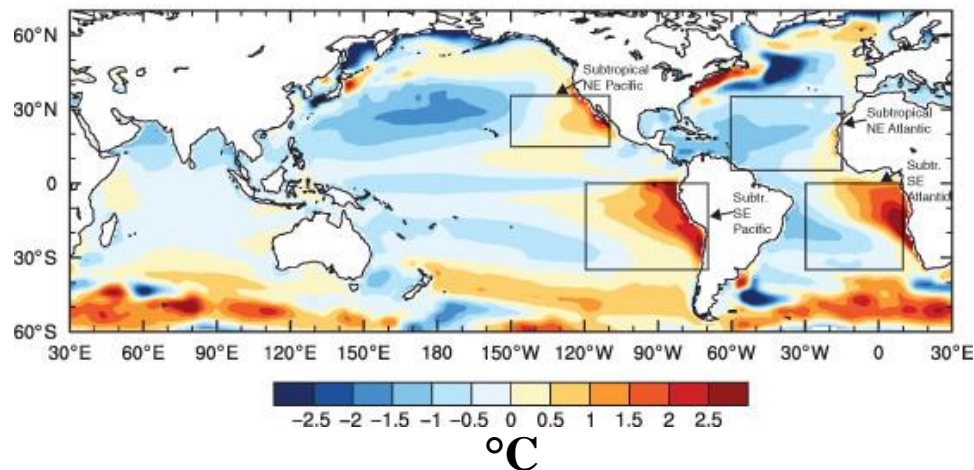 60°N
30°N
0
30°S
60°S
Subtropical
NE Pacific
Subtropical
NE Atlantic
Subtr.
SE
Atlantid
Subtr.
SE
Pacific
30°E 60°E 90°E 120°E 150°E 180 150°W 120°W 90°W 60°W 30°W 0 30°E
-2.5 -2 -1.5 -1 -0.5 0 0.5 1 1.5 2 2.5
°C